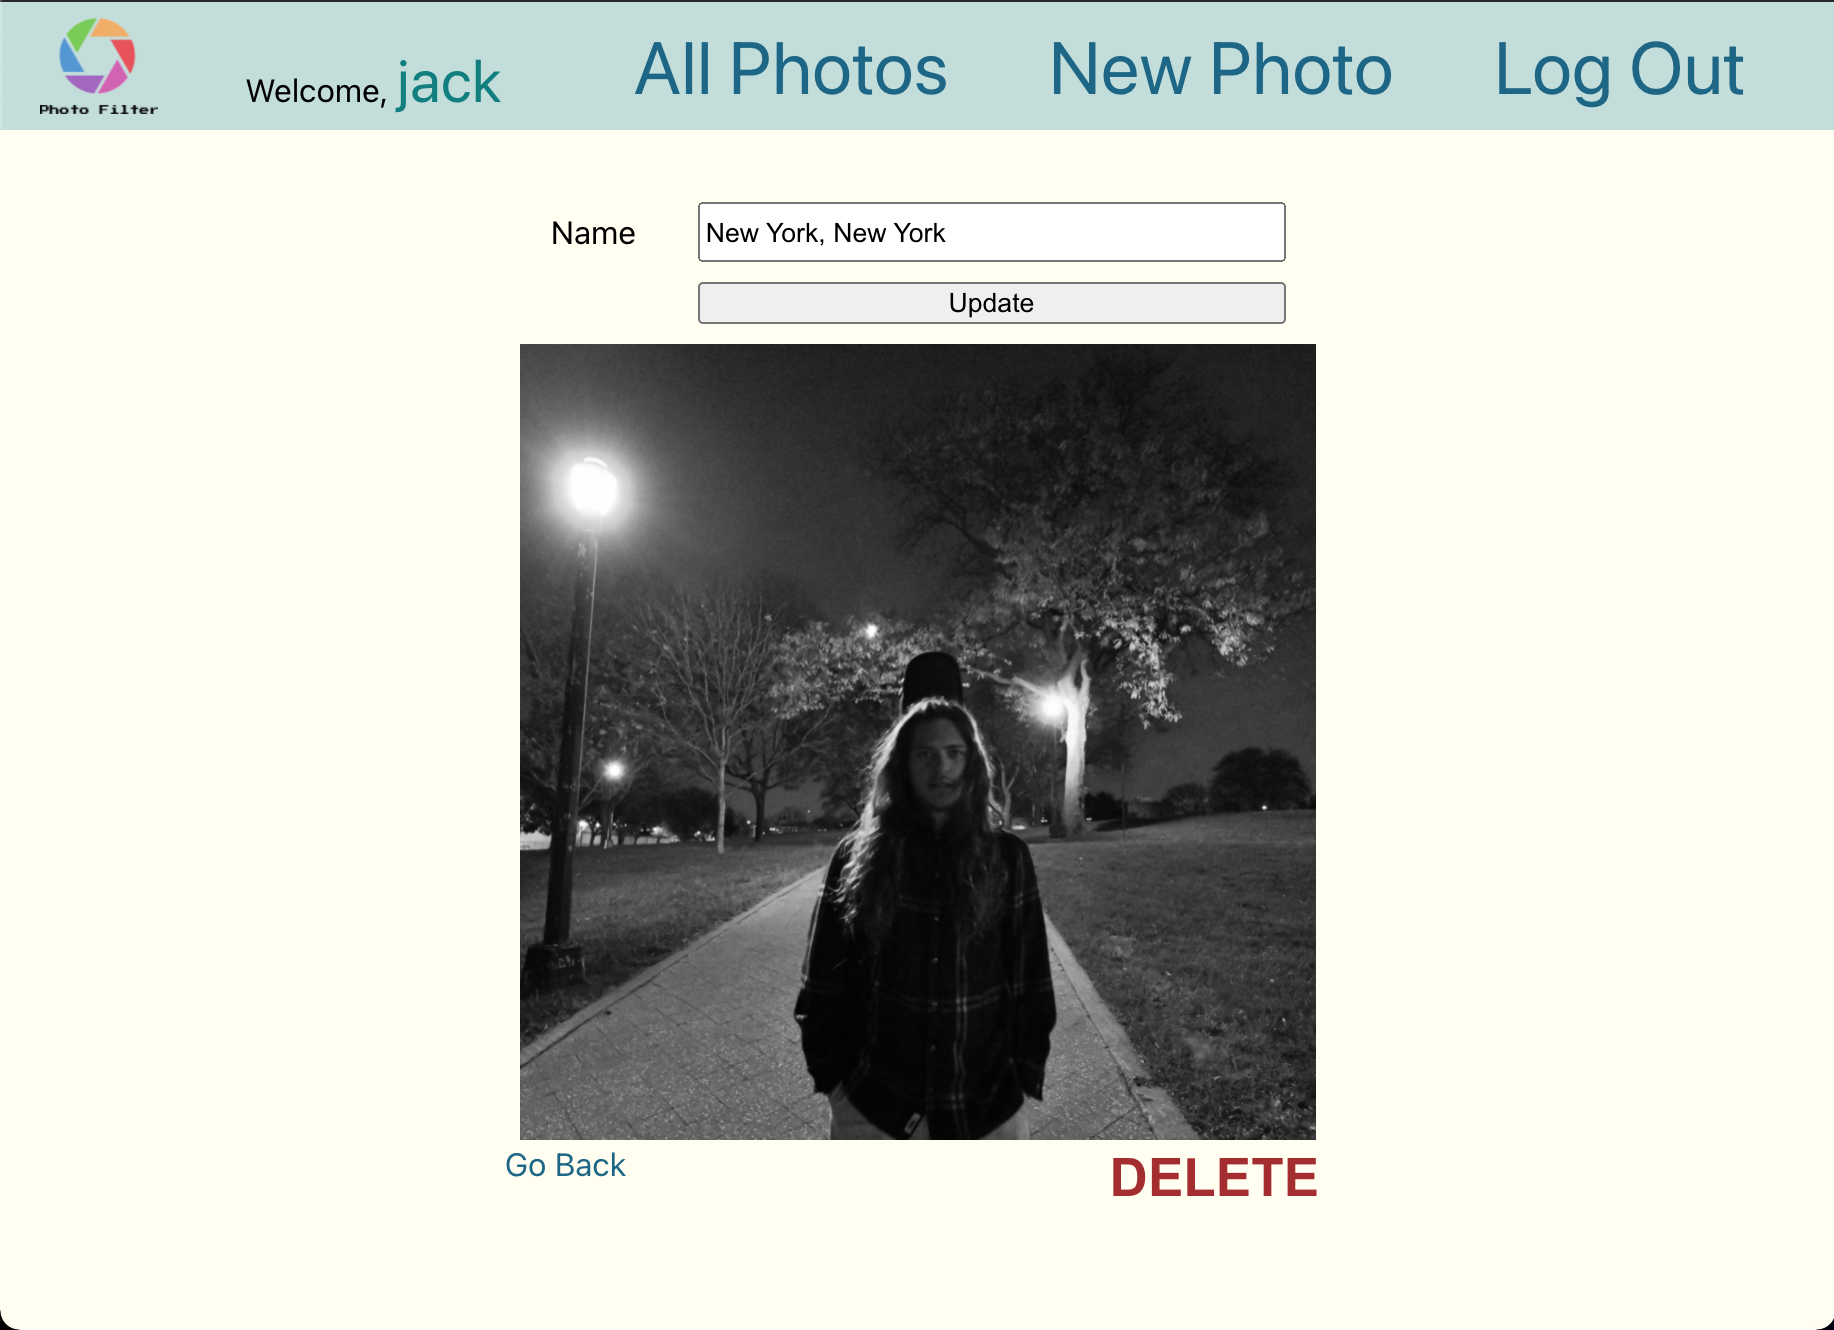 Photo Filter
Welcome, jack
All Photos
New Photo
Log Out
Name
New York, New York
Update
Go Back
DELETE